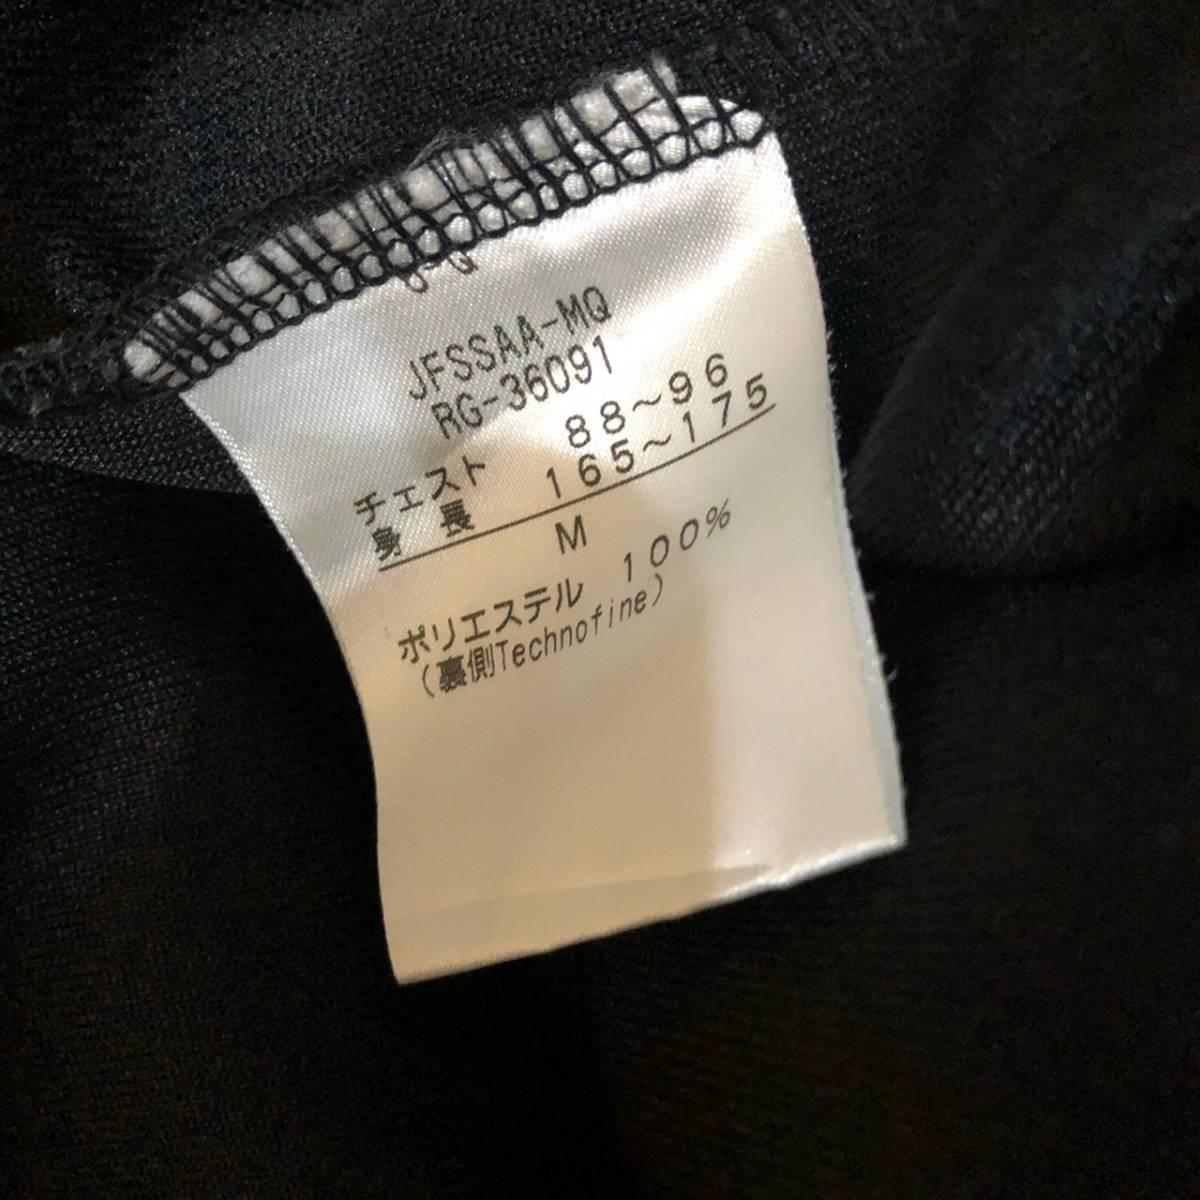 JFSSAA-MQ
RG-36091
チェスト 88～96
身長 165～175
M
ポリエステル 100%
(裏側Technofine)